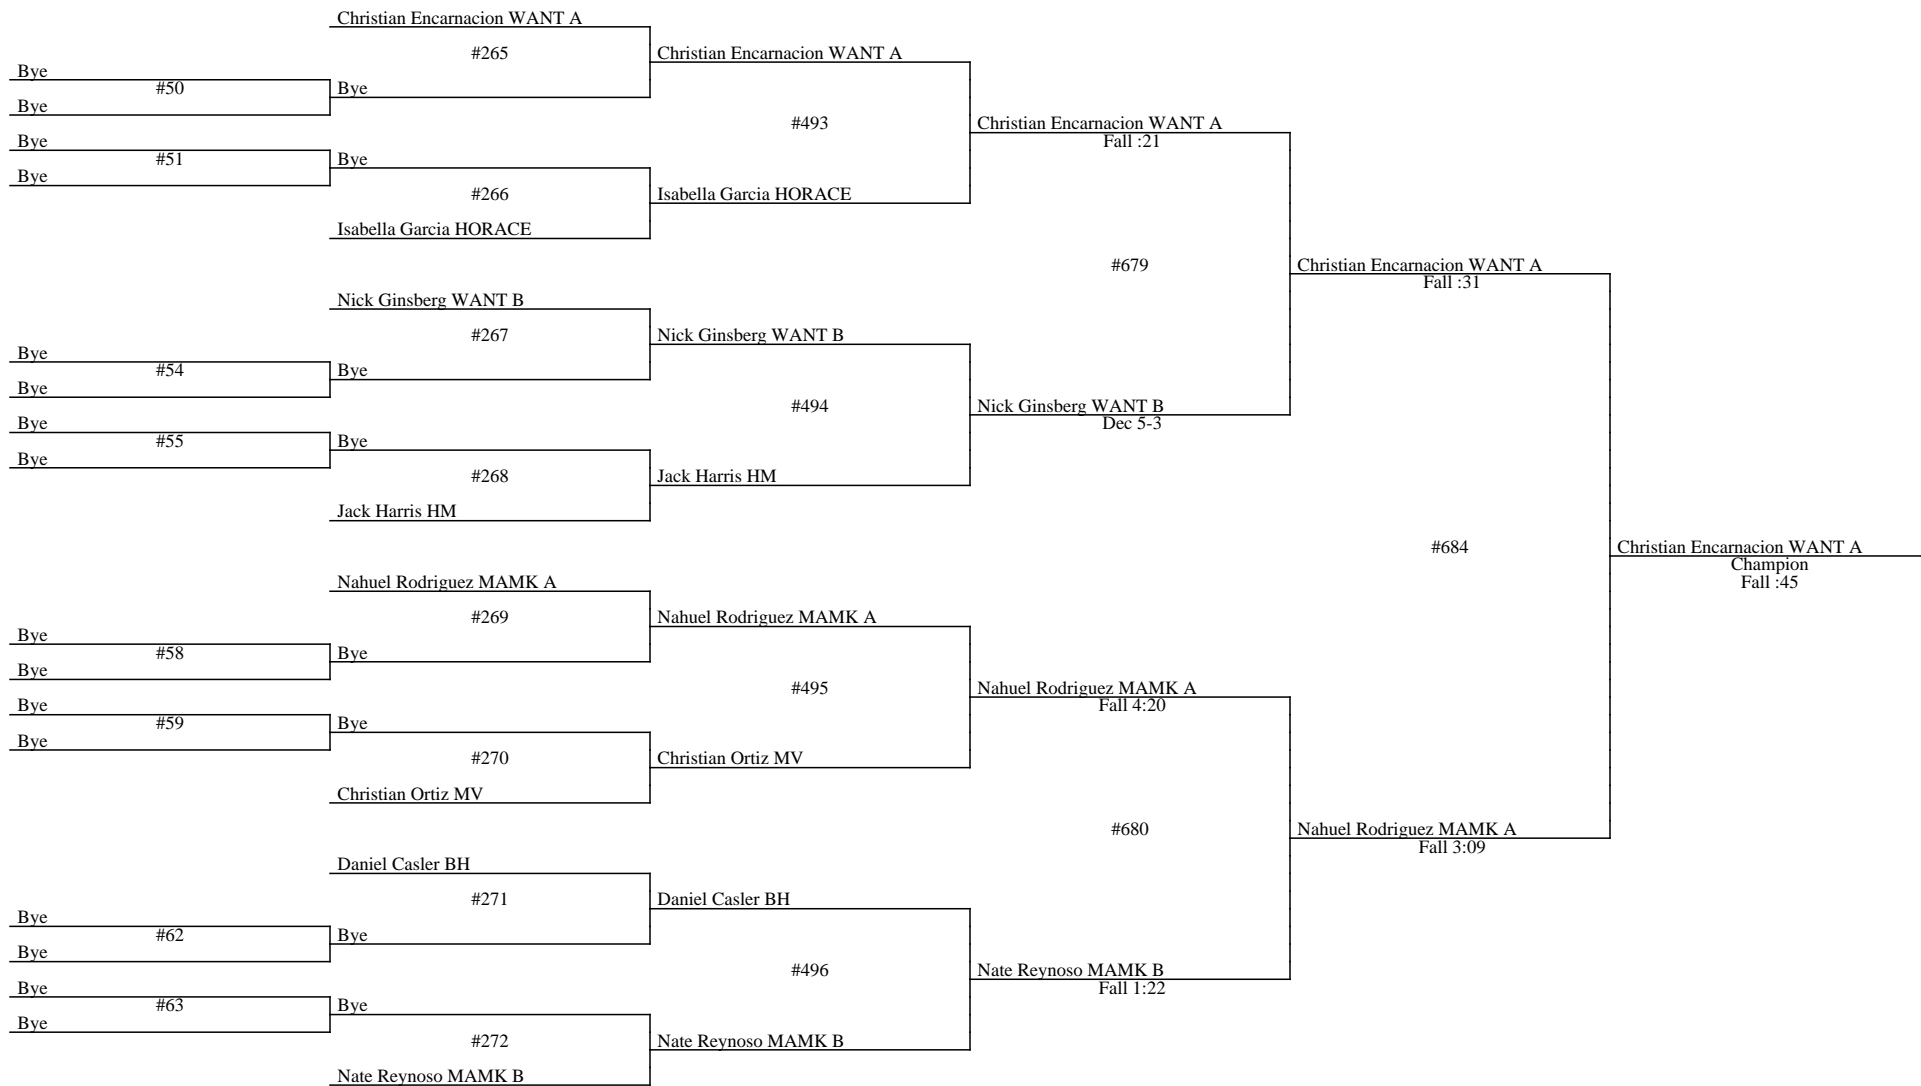 Christian Encarnacion WANT A
#265
Christian Encarnacion WANT A
Bye
#50
Bye
Bye
#493
Christian Encarnacion WANT A
Fall :21
Bye
#51
Bye
Bye
#266
Isabella Garcia HORACE
Isabella Garcia HORACE
#679
Christian Encarnacion WANT A
Fall :31
Nick Ginsberg WANT B
#267
Nick Ginsberg WANT B
Bye
#54
Bye
Bye
#494
Nick Ginsberg WANT B
Dec 5-3
Bye
#55
Bye
Bye
#268
Jack Harris HM
Jack Harris HM
#684
Christian Encarnacion WANT A
Champion
Fall :45
Nahuel Rodriguez MAMK A
#269
Nahuel Rodriguez MAMK A
Bye
#58
Bye
Bye
#495
Nahuel Rodriguez MAMK A
Fall 4:20
Bye
#59
Bye
Bye
#270
Christian Ortiz MV
Christian Ortiz MV
#680
Nahuel Rodriguez MAMK A
Fall 3:09
Daniel Casler BH
#271
Daniel Casler BH
Bye
#62
Bye
Bye
#496
Nate Reynoso MAMK B
Fall 1:22
Bye
#63
Bye
Bye
#272
Nate Reynoso MAMK B
Nate Reynoso MAMK B